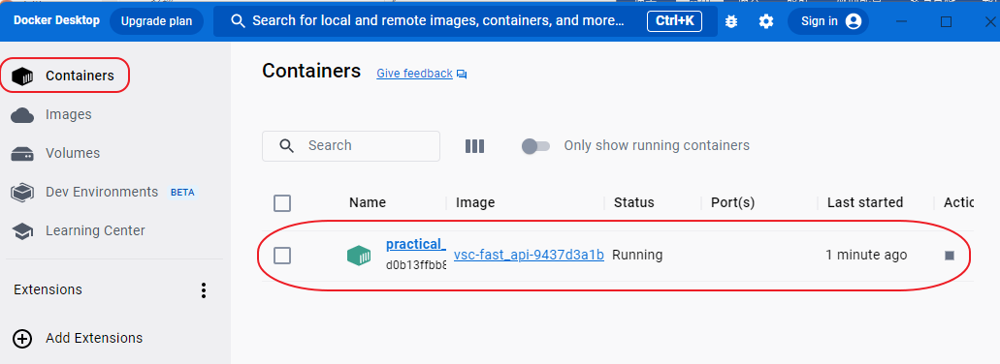 Docker Desktop Upgrade plan Search for local and remote images, containers, and more... Ctrl+K Sign in
Containers
Images
Volumes
Dev Environments BETA
Learning Center
Extensions
Add Extensions
Containers Give feedback
Search Only show running containers
Name Image Status Port(s) Last started Actic
practical_ vsc-fast_api-9437d3a1b Running 1 minute ago
d0b13ffbb8